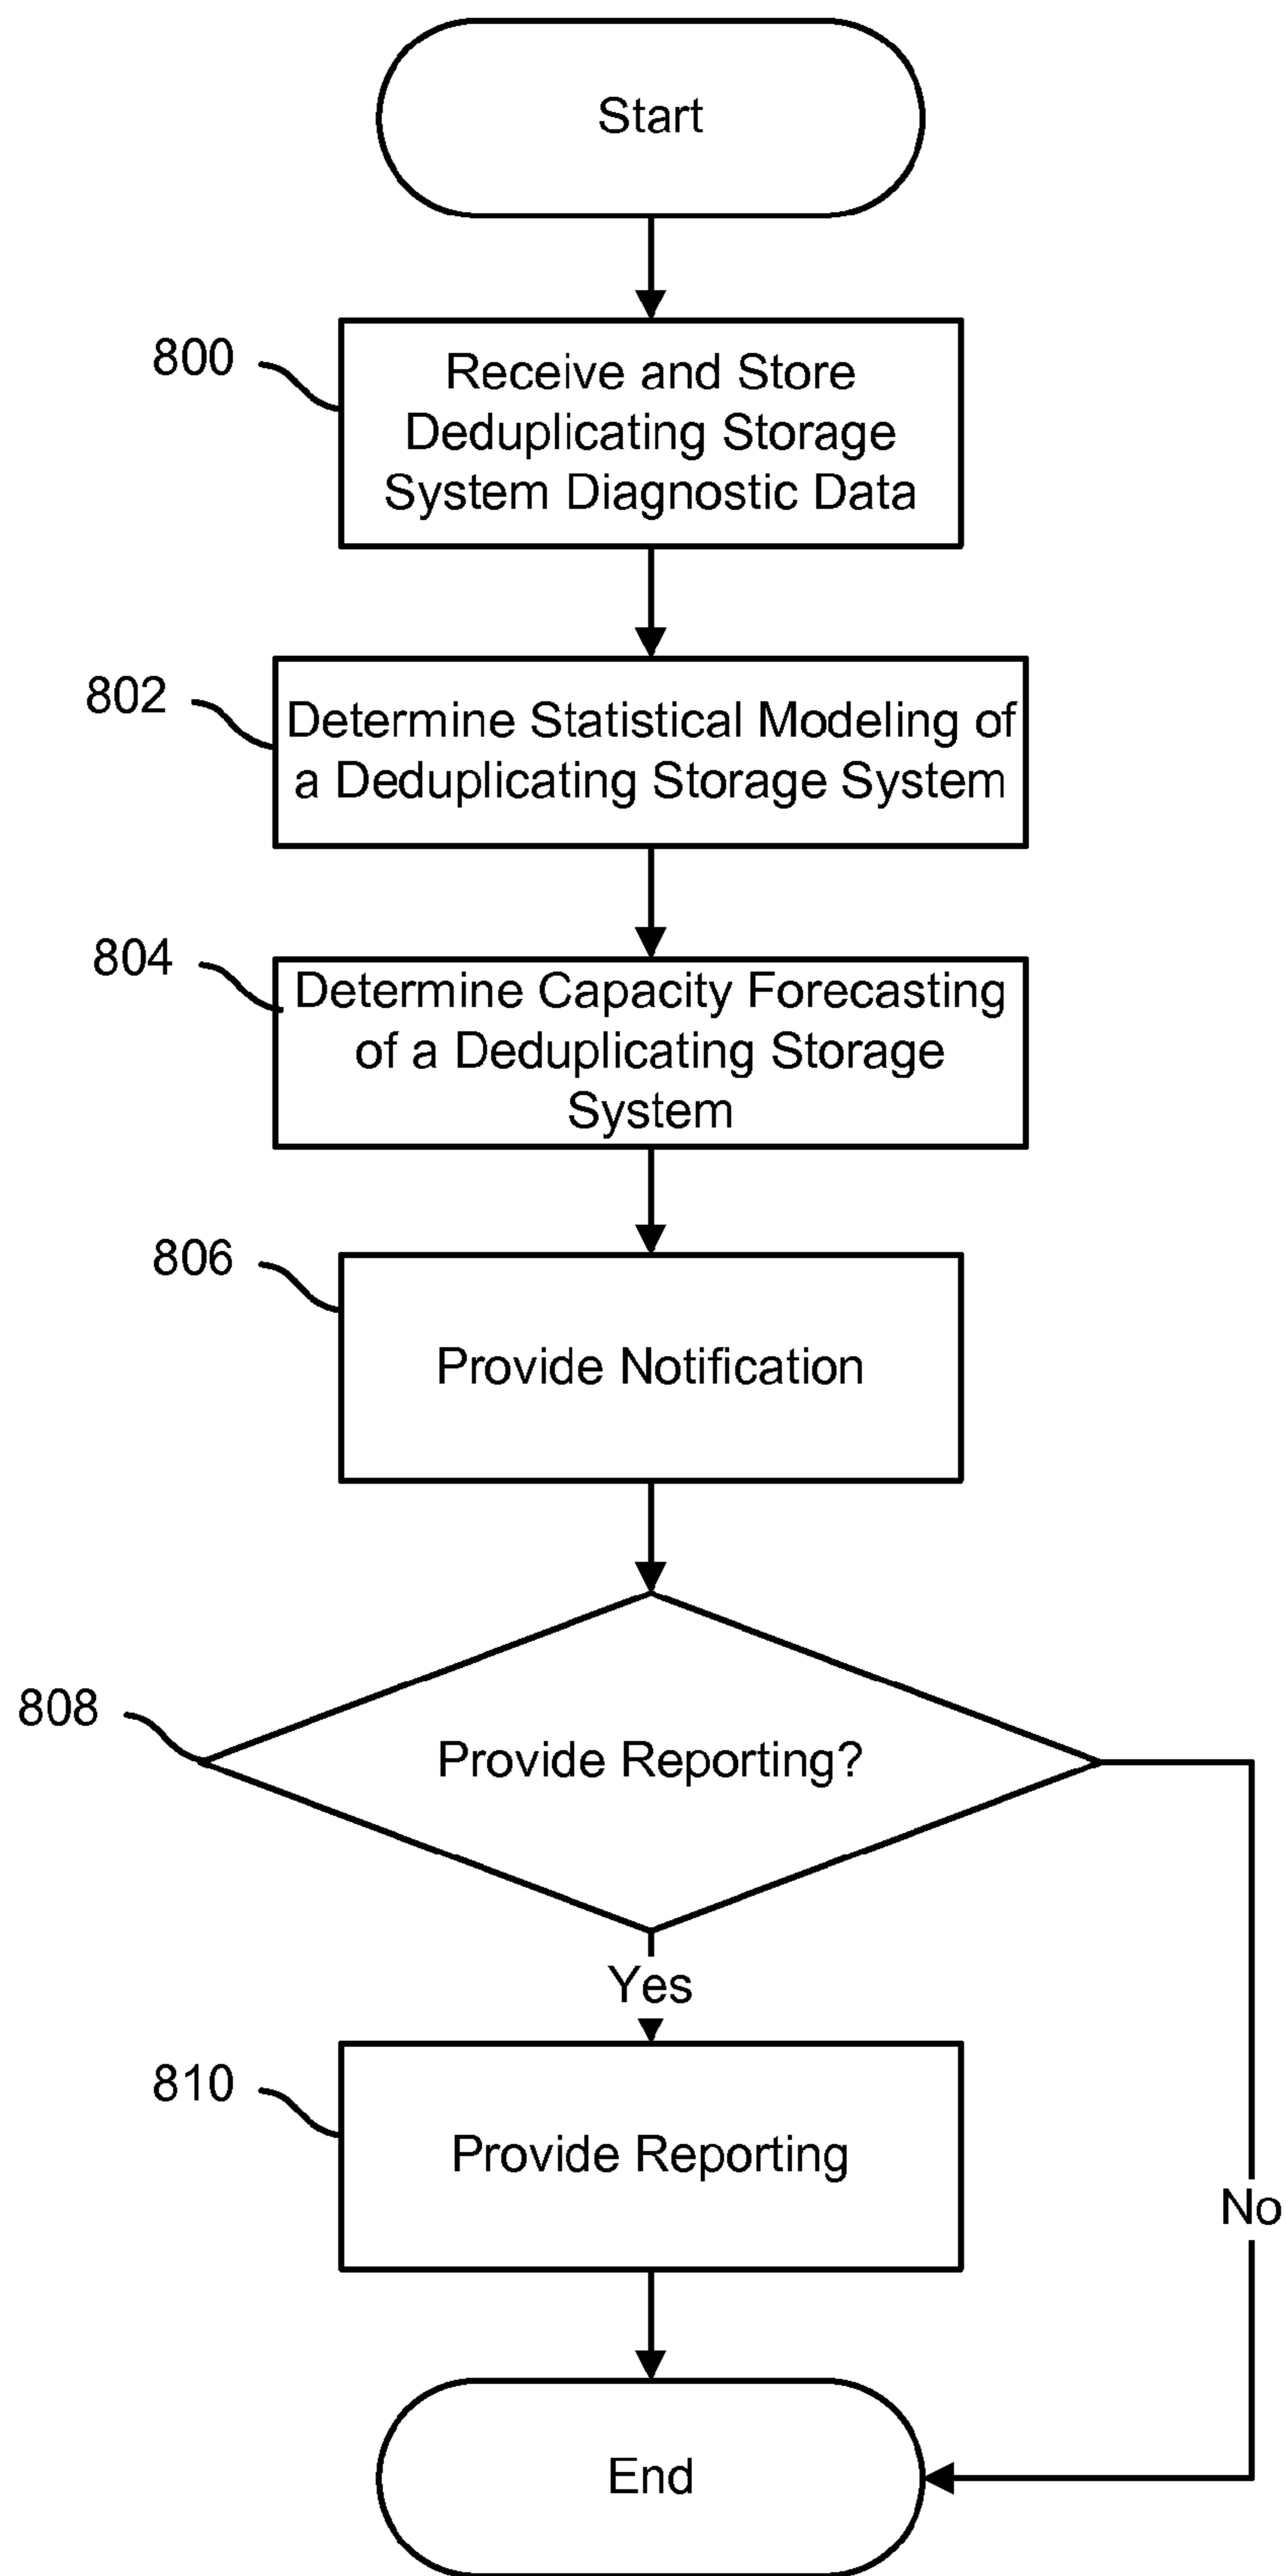 Start
800
Receive and Store
Deduplicating Storage
System Diagnostic Data
802
Determine Statistical Modeling of
a Deduplicating Storage System
804
Determine Capacity Forecasting
of a Deduplicating Storage
System
806
Provide Notification
808
Provide Reporting?
Yes
810
Provide Reporting
No
End